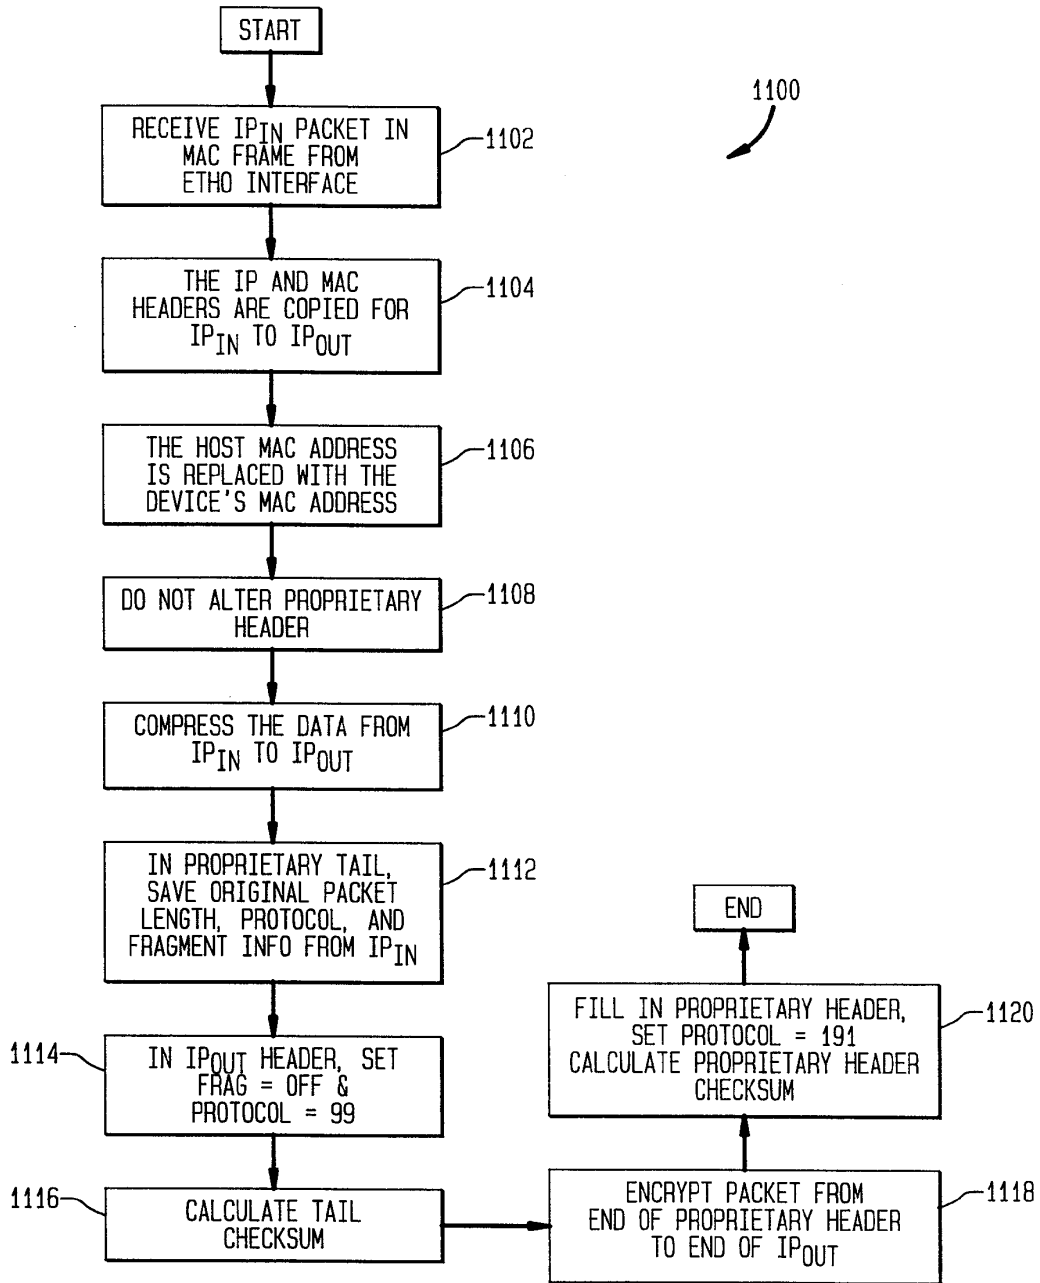 START
1100
RECEIVE IPIN PACKET IN
MAC FRAME FROM
ETHO INTERFACE
1102
THE IP AND MAC
HEADERS ARE COPIED FOR
IPIN TO IPOUT
1104
THE HOST MAC ADDRESS
IS REPLACED WITH THE
DEVICE'S MAC ADDRESS
1106
DO NOT ALTER PROPRIETARY
HEADER
1108
COMPRESS THE DATA FROM
IPIN TO IPOUT
1110
IN PROPRIETARY TAIL,
SAVE ORIGINAL PACKET
LENGTH, PROTOCOL, AND
FRAGMENT INFO FROM IPIN
1112
1114
IN IPOUT HEADER, SET
FRAG = OFF &
PROTOCOL = 99
1116
CALCULATE TAIL
CHECKSUM
ENCRYPT PACKET FROM
END OF PROPRIETARY HEADER
TO END OF IPOUT
1118
FILL IN PROPRIETARY HEADER,
SET PROTOCOL = 191
CALCULATE PROPRIETARY HEADER
CHECKSUM
1120
END